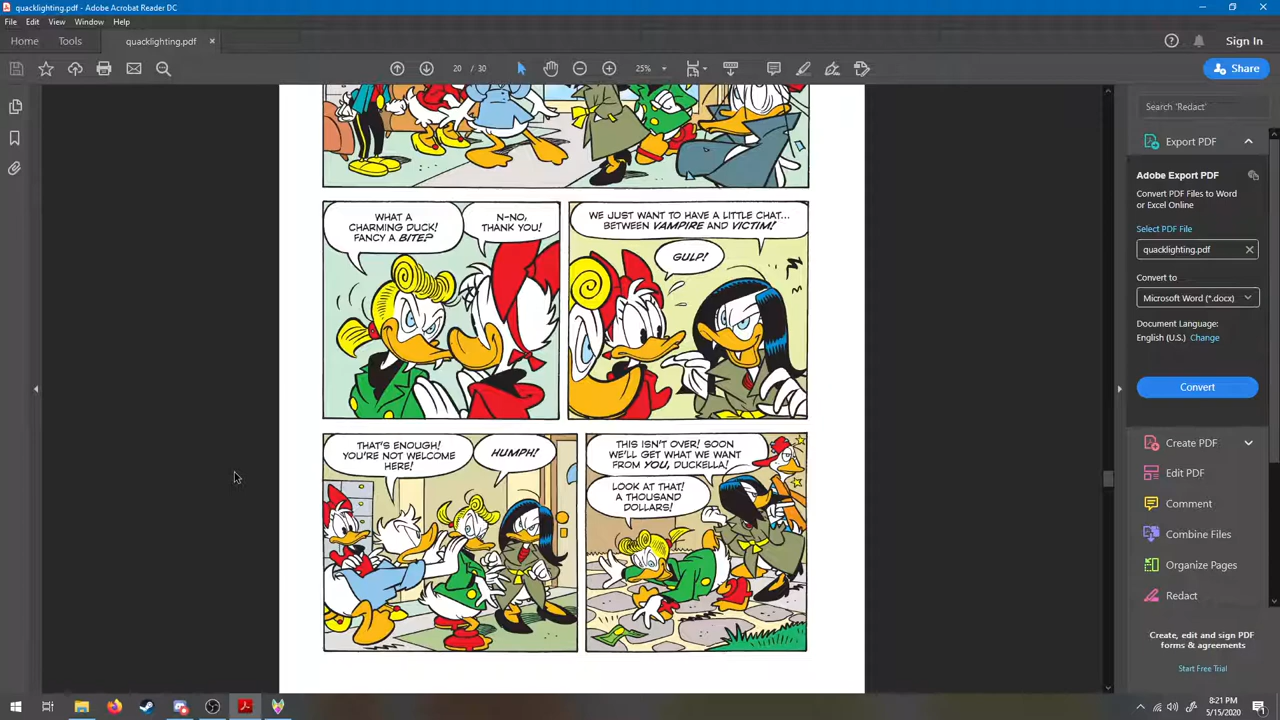 quacklighting.pdf - Adobe Acrobat Reader DC
File Edit View Window Help
Home Tools quacklighting.pdf Sign In
20 / 30 25% Share
Search 'Redact'
Export PDF
Adobe Export PDF
Convert PDF Files to Word
or Excel Online
Select PDF File
quacklighting.pdf
Convert to
Microsoft Word (*.docx)
Document Language:
English (U.S.) Change
Convert
Create PDF
Edit PDF
Comment
Combine Files
Organize Pages
Redact
Create, edit and sign PDF
forms & agreements
Start Free Trial
WHAT A
CHARMING DUCK!
FANCY A BITE?
N-NO,
THANK YOU!
WE JUST WANT TO HAVE A LITTLE CHAT...
BETWEEN VAMPIRE AND VICTIM!
GULP!
THAT'S ENOUGH!
YOU'RE NOT WELCOME
HERE!
HUMPH!
THIS ISN'T OVER! SOON
WE'LL GET WHAT WE WANT
FROM YOU, DUCKELLA!
LOOK AT THAT!
A THOUSAND
DOLLARS!
8:21 PM
5/15/2020